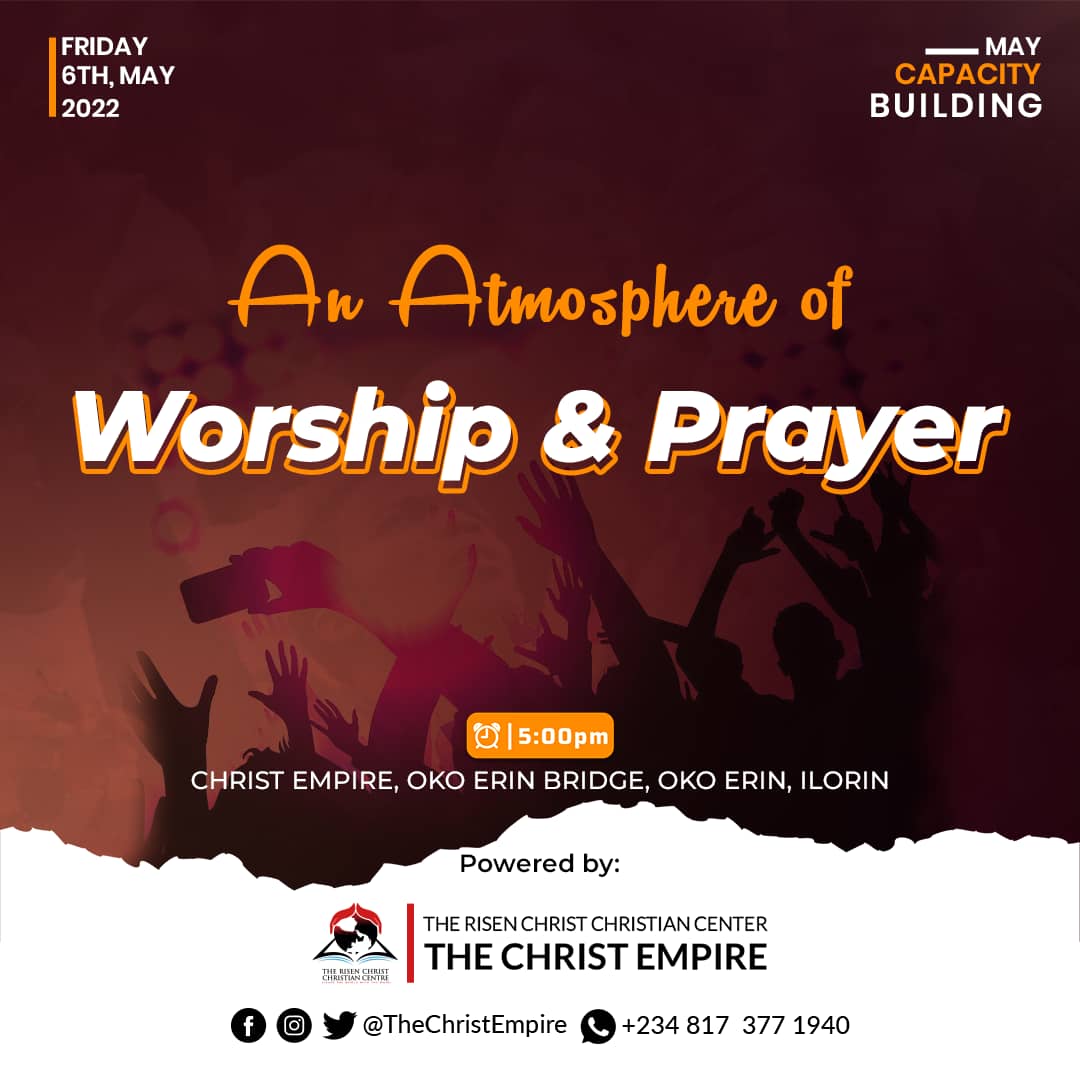 FRIDAY
6TH, MAY
2022
MAY
CAPACITY
BUILDING
An Atmosphere of
Worship & Prayer
| 5:00pm
CHRIST EMPIRE, OKO ERIN BRIDGE, OKO ERIN, ILORIN
Powered by:
THE RISEN CHRIST CHRISTIAN CENTER
THE CHRIST EMPIRE
THE RISEN CHRIST
CHRISTIAN CENTRE
@TheChristEmpire +234 817 377 1940